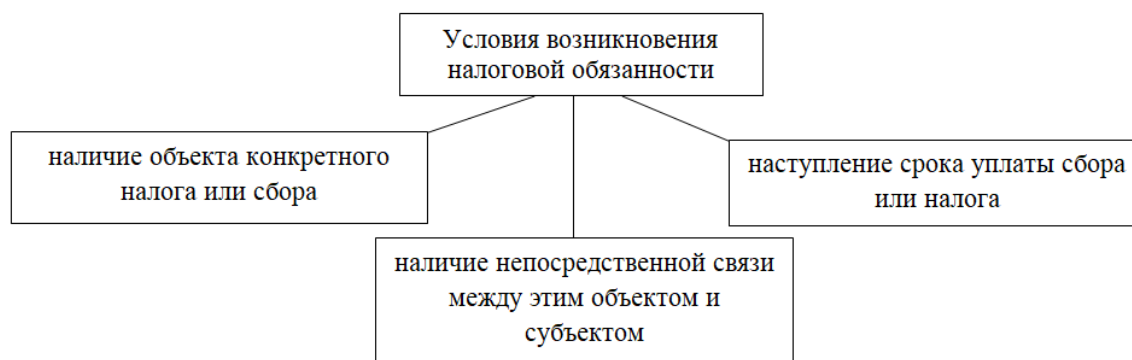 Условия возникновения
налоговой обязанности
наличие объекта конкретного
налога или сбора
наступление срока уплаты сбора
или налога
наличие непосредственной связи
между этим объектом и
субъектом